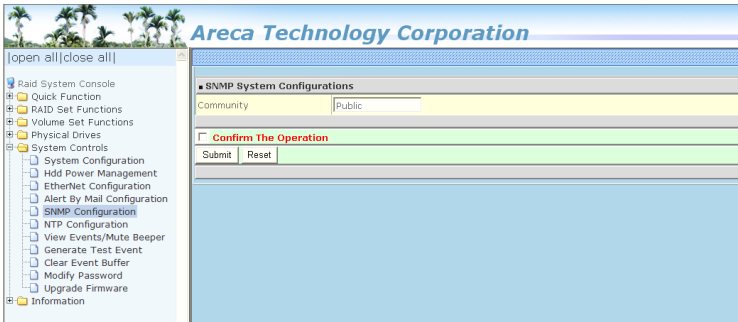 Areca Technology Corporation
|open all|close all|
Raid System Console
Quick Function
RAID Set Functions
Volume Set Functions
Physical Drives
System Controls
System Configuration
Hdd Power Management
EtherNet Configuration
Alert By Mail Configuration
SNMP Configuration
NTP Configuration
View Events/Mute Beeper
Generate Test Event
Clear Event Buffer
Modify Password
Upgrade Firmware
Information
SNMP System Configurations
Community Public
Confirm The Operation
Submit Reset